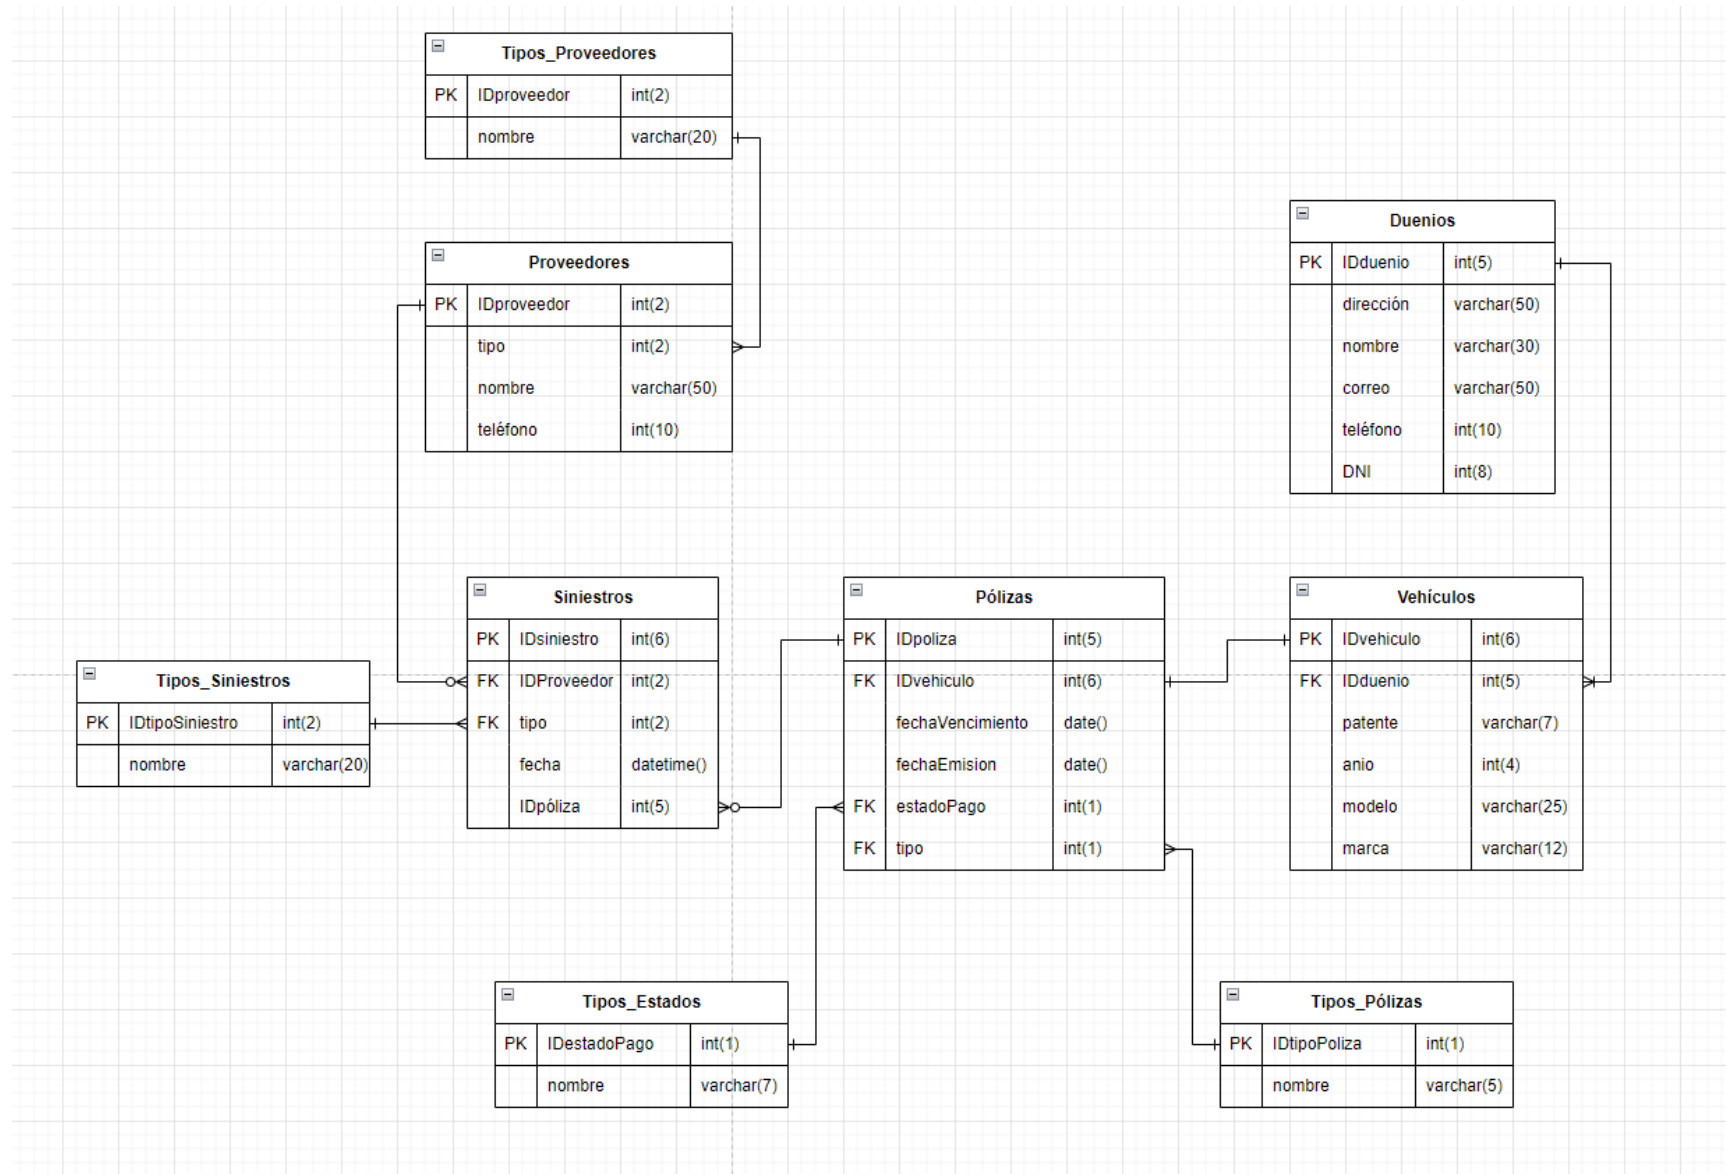 Tipos_Proveedores
PK IDproveedor int(2)
nombre varchar(20)
Proveedores
PK IDproveedor int(2)
tipo int(2)
nombre varchar(50)
teléfono int(10)
Duenios
PK IDduenio int(5)
dirección varchar(50)
nombre varchar(30)
correo varchar(50)
teléfono int(10)
DNI int(8)
Tipos_Siniestros
PK IDtipoSiniestro int(2)
nombre varchar(20)
Siniestros
PK IDsiniestro int(6)
FK IDProveedor int(2)
FK tipo int(2)
fecha datetime()
IDpóliza int(5)
Pólizas
PK IDpoliza int(5)
FK IDvehiculo int(6)
fechaVencimiento date()
fechaEmision date()
FK estadoPago int(1)
FK tipo int(1)
Vehículos
PK IDvehiculo int(6)
FK IDduenio int(5)
patente varchar(7)
anio int(4)
modelo varchar(25)
marca varchar(12)
Tipos_Estados
PK IDestadoPago int(1)
nombre varchar(7)
Tipos_Pólizas
PK IDtipoPoliza int(1)
nombre varchar(5)